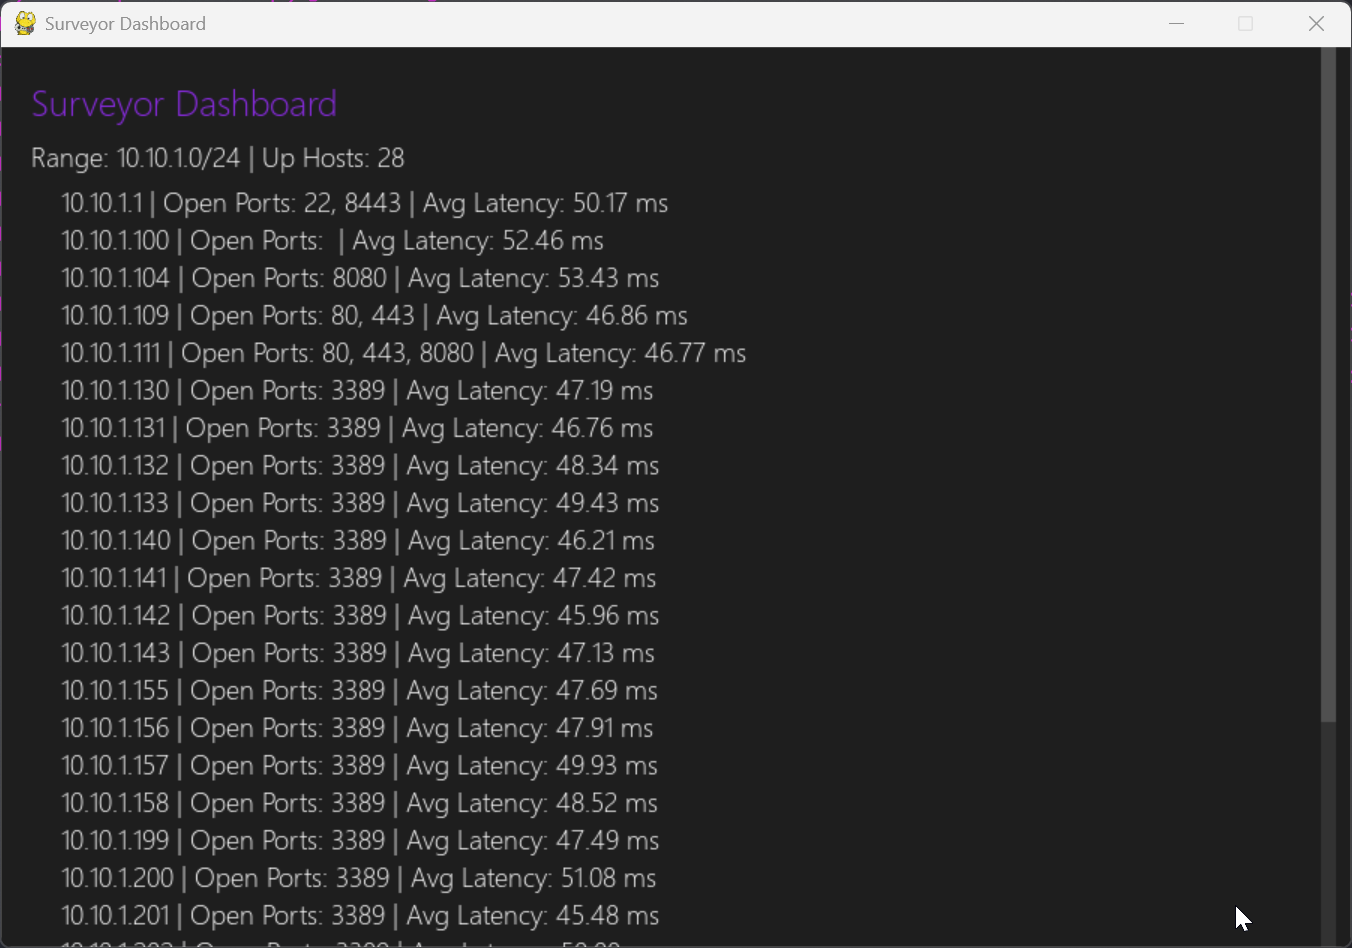 Surveyor Dashboard
Surveyor Dashboard
Range: 10.10.1.0/24 | Up Hosts: 28
10.10.1.1 | Open Ports: 22, 8443 | Avg Latency: 50.17 ms
10.10.1.100 | Open Ports:  | Avg Latency: 52.46 ms
10.10.1.104 | Open Ports: 8080 | Avg Latency: 53.43 ms
10.10.1.109 | Open Ports: 80, 443 | Avg Latency: 46.86 ms
10.10.1.111 | Open Ports: 80, 443, 8080 | Avg Latency: 46.77 ms
10.10.1.130 | Open Ports: 3389 | Avg Latency: 47.19 ms
10.10.1.131 | Open Ports: 3389 | Avg Latency: 46.76 ms
10.10.1.132 | Open Ports: 3389 | Avg Latency: 48.34 ms
10.10.1.133 | Open Ports: 3389 | Avg Latency: 49.43 ms
10.10.1.140 | Open Ports: 3389 | Avg Latency: 46.21 ms
10.10.1.141 | Open Ports: 3389 | Avg Latency: 47.42 ms
10.10.1.142 | Open Ports: 3389 | Avg Latency: 45.96 ms
10.10.1.143 | Open Ports: 3389 | Avg Latency: 47.13 ms
10.10.1.155 | Open Ports: 3389 | Avg Latency: 47.69 ms
10.10.1.156 | Open Ports: 3389 | Avg Latency: 47.91 ms
10.10.1.157 | Open Ports: 3389 | Avg Latency: 49.93 ms
10.10.1.158 | Open Ports: 3389 | Avg Latency: 48.52 ms
10.10.1.199 | Open Ports: 3389 | Avg Latency: 47.49 ms
10.10.1.200 | Open Ports: 3389 | Avg Latency: 51.08 ms
10.10.1.201 | Open Ports: 3389 | Avg Latency: 45.48 ms